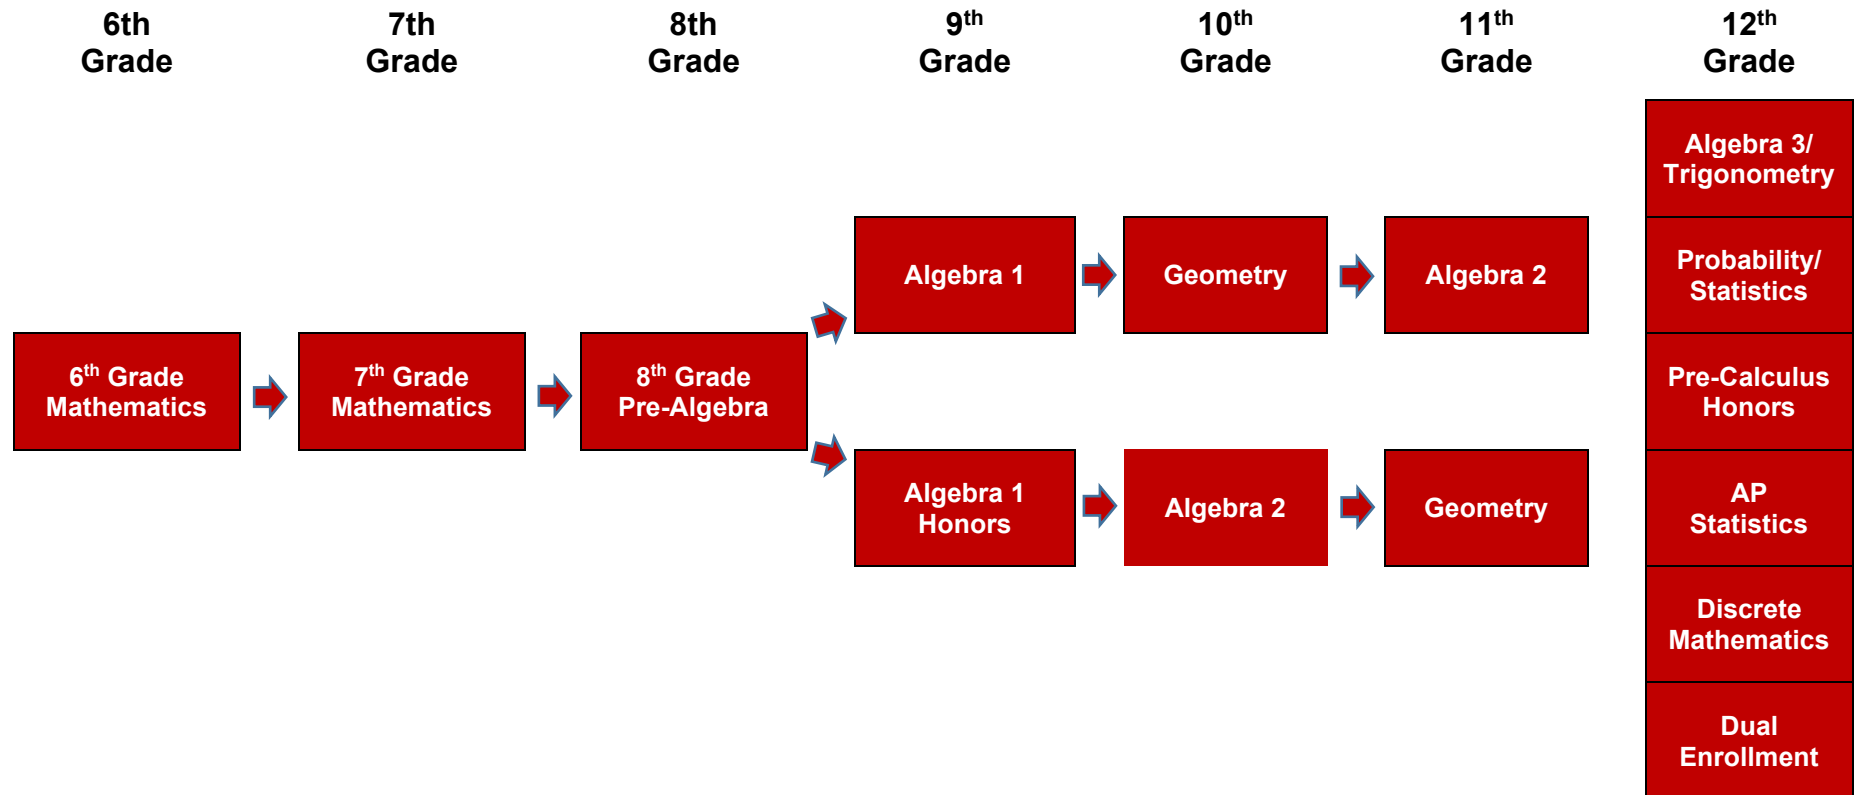 6th
Grade
7th
Grade
8th
Grade
9th
Grade
10th
Grade
11th
Grade
12th
Grade
6th Grade
Mathematics
7th Grade
Mathematics
8th Grade
Pre-Algebra
Algebra 1
Geometry
Algebra 2
Algebra 1
Honors
Algebra 2
Geometry
Algebra 3/
Trigonometry
Probability/
Statistics
Pre-Calculus
Honors
AP
Statistics
Discrete
Mathematics
Dual
Enrollment